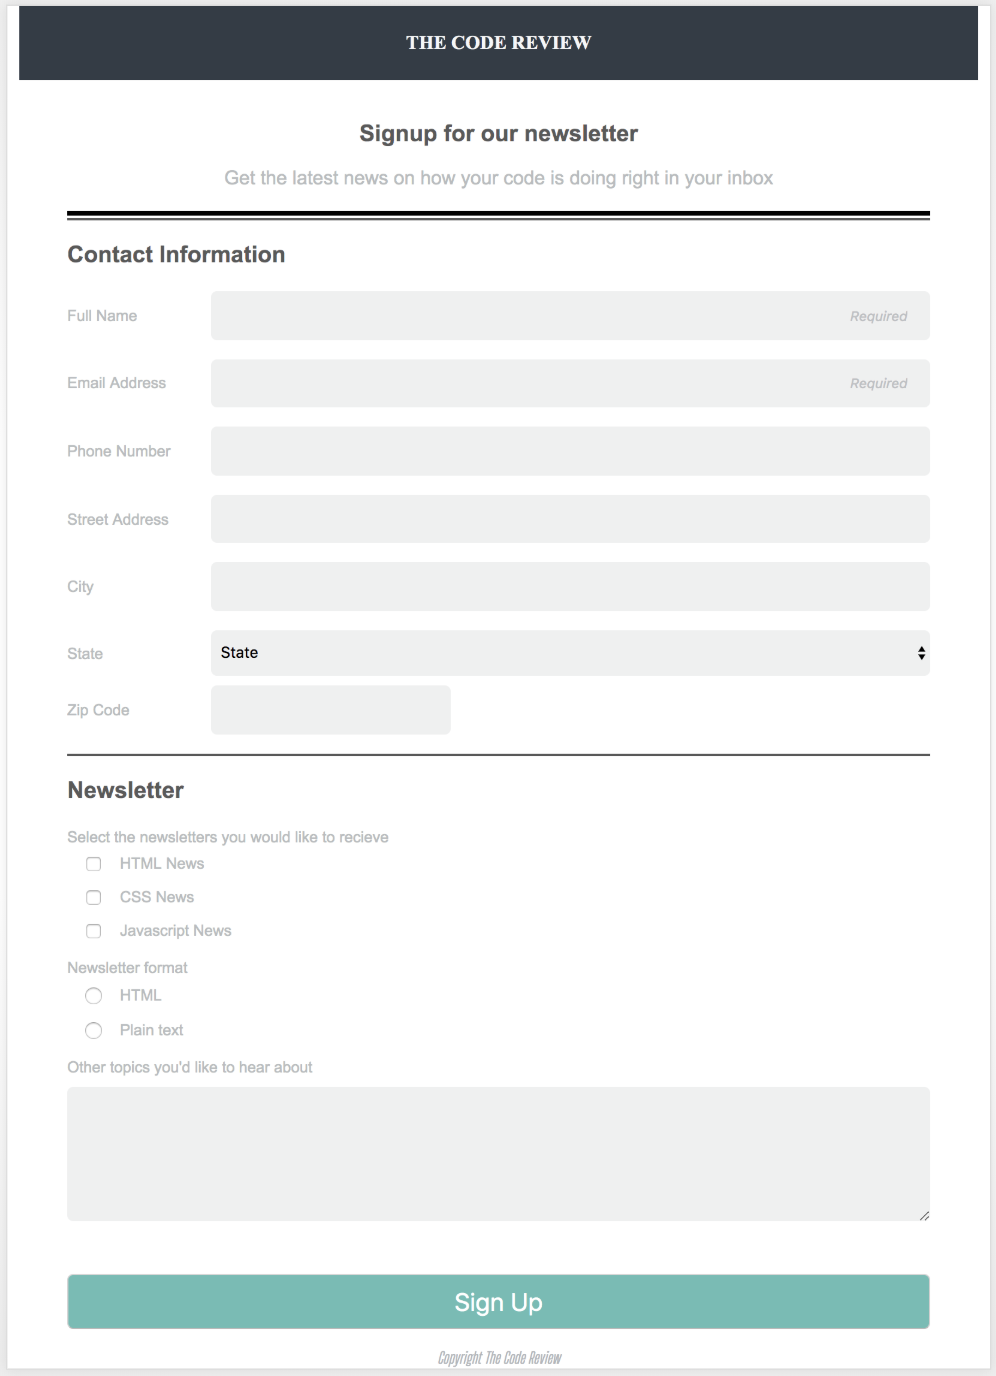 THE CODE REVIEW
Signup for our newsletter
Get the latest news on how your code is doing right in your inbox
Contact Information
Full Name
Required
Email Address
Required
Phone Number
Street Address
City
State
State
Zip Code
Newsletter
Select the newsletters you would like to recieve
HTML News
CSS News
Javascript News
Newsletter format
HTML
Plain text
Other topics you'd like to hear about
Sign Up
Copyright The Code Review